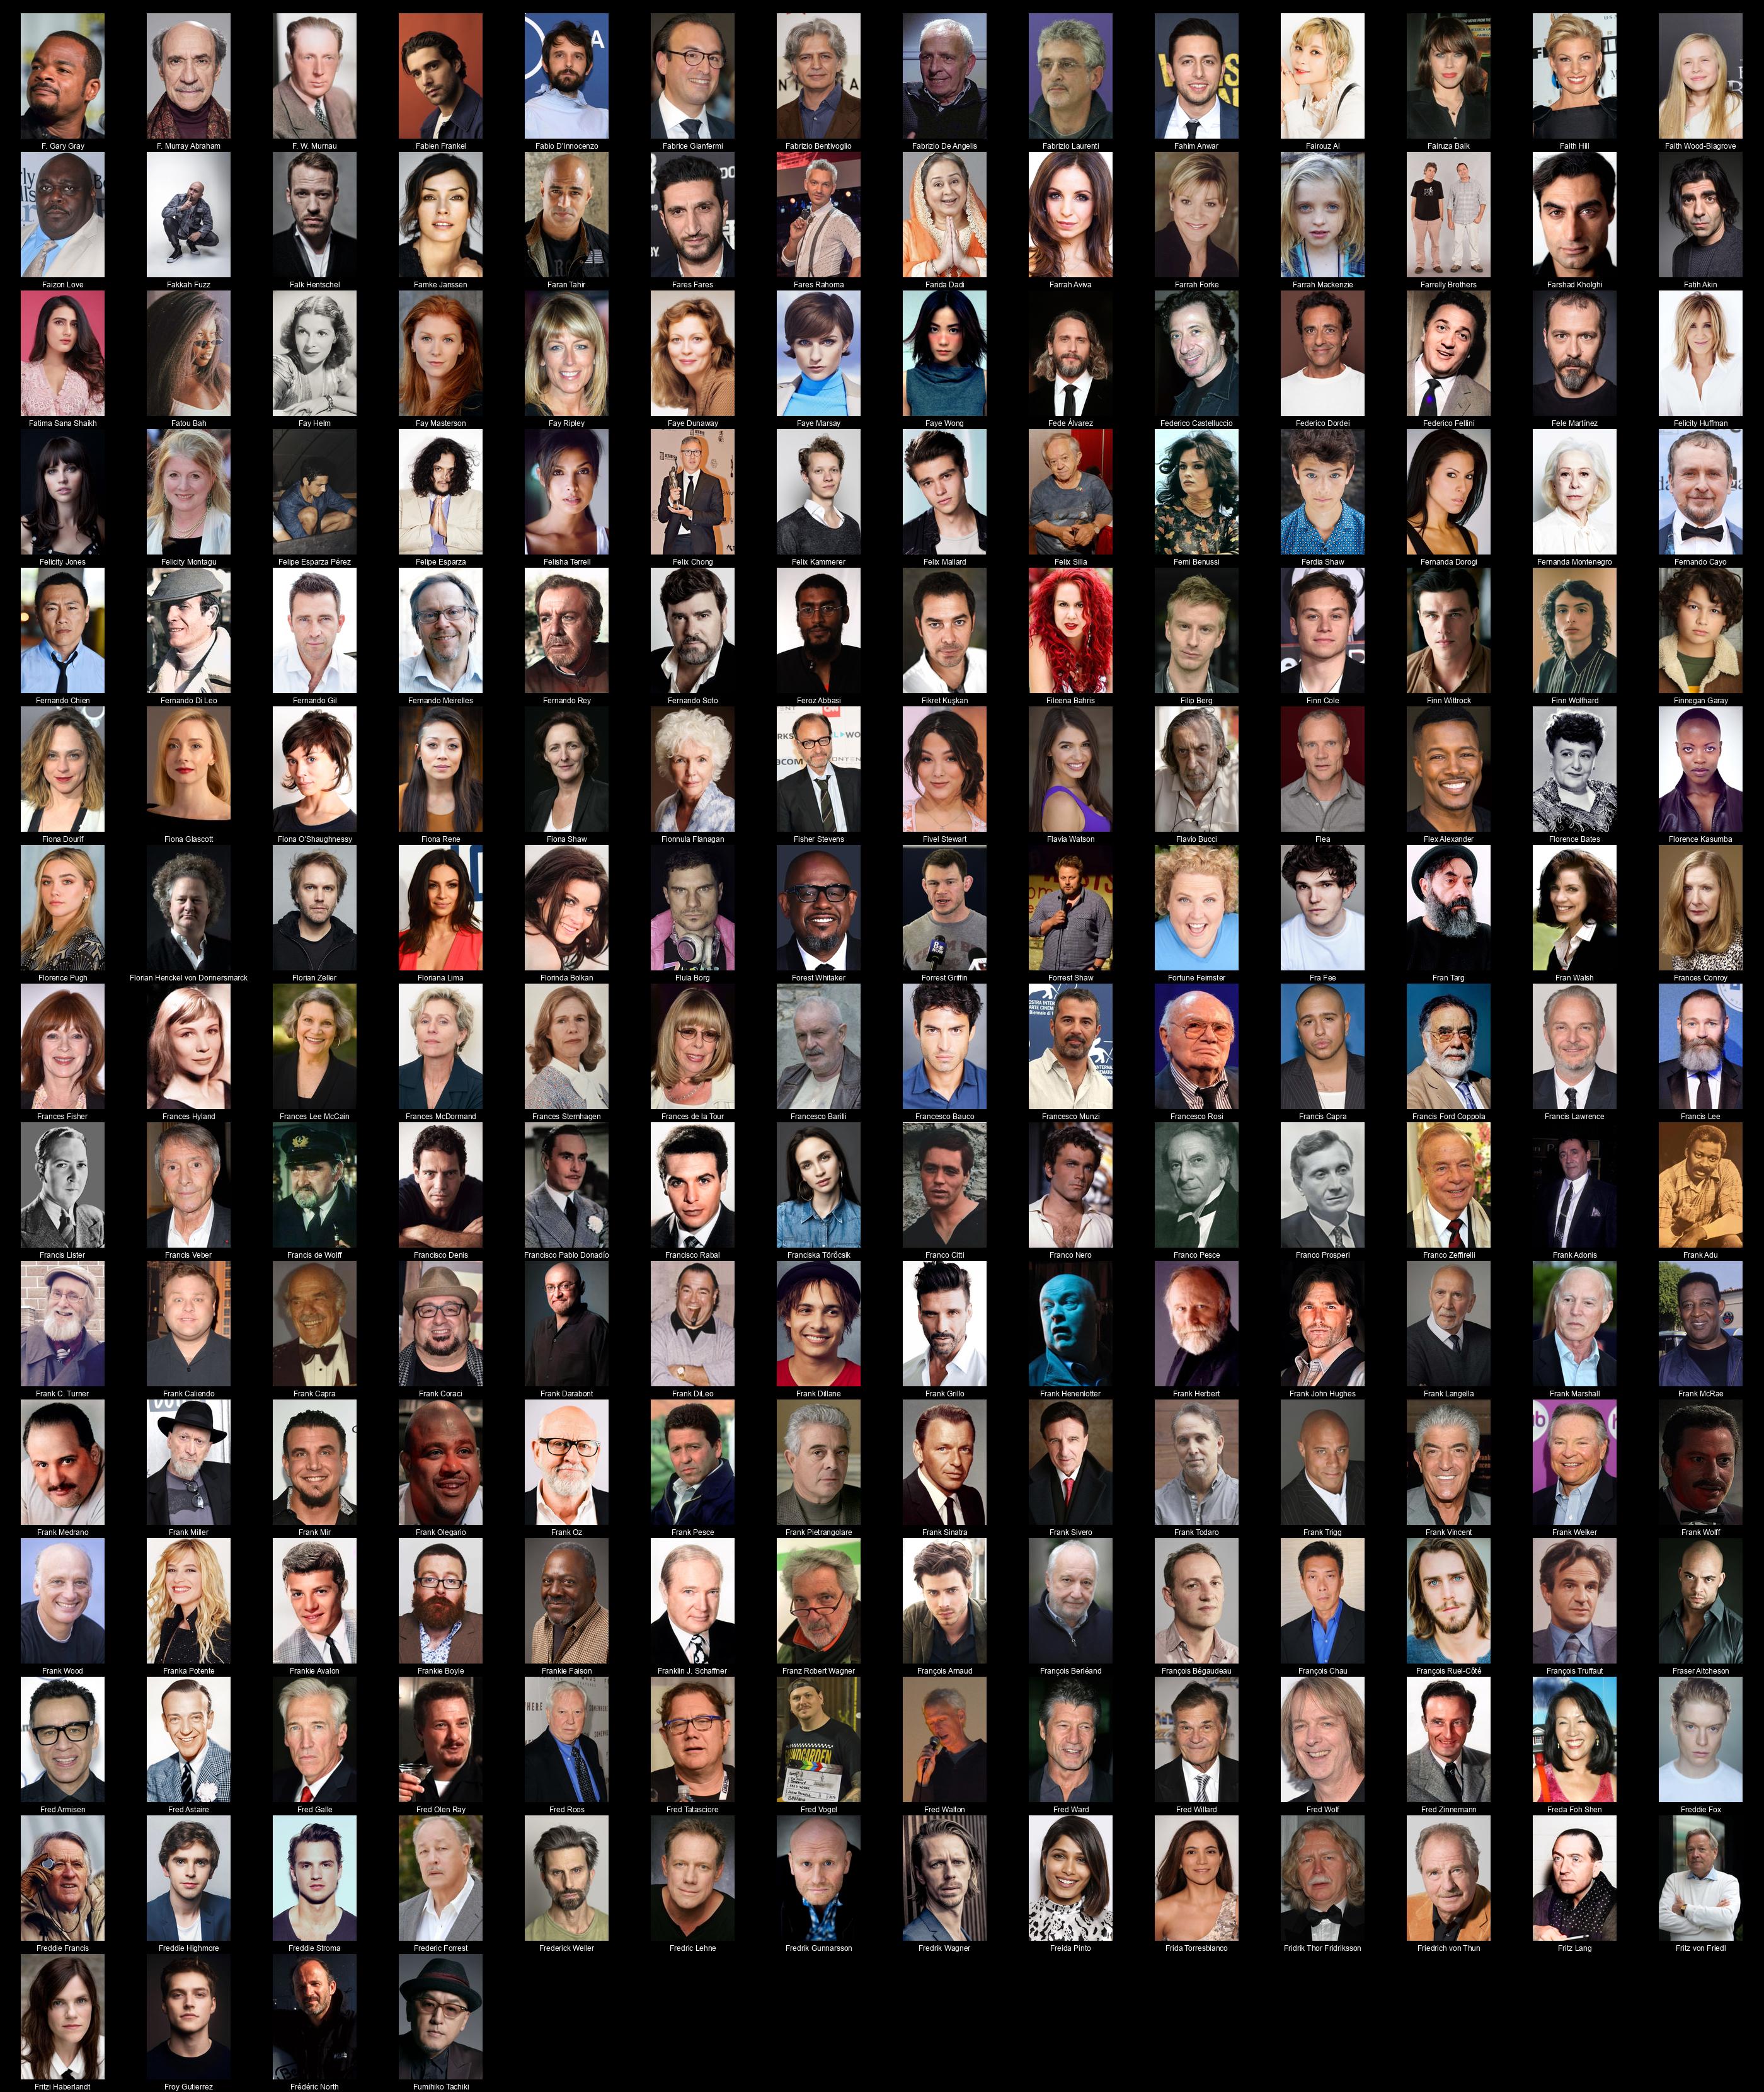 F. Gary Gray
F. Murray Abraham
F. W. Murnau
Fabien Frankel
Fabio D'Innocenzo
Fabrice Gianfermi
Fabrizio Bentivoglio
Fabrizio De Angelis
Fabrizio Laurenti
Fahim Anwar
Fairouz Ai
Fairuza Balk
Faith Hill
Faith Wood-Blagrove
Faizon Love
Fakkah Fuzz
Falk Hentschel
Famke Janssen
Faran Tahir
Fares Fares
Fares Rahoma
Farida Dadi
Farrah Aviva
Farrah Forke
Farrah Mackenzie
Farrelly Brothers
Farshad Kholghi
Fatih Akin
Fatima Sana Shaikh
Fatou Bah
Fay Helm
Fay Masterson
Fay Ripley
Faye Dunaway
Faye Marsay
Faye Wong
Fede Álvarez
Federico Castelluccio
Federico Dordei
Federico Fellini
Fele Martínez
Felicity Huffman
Felicity Jones
Felicity Montagu
Felipe Esparza Pérez
Felipe Esparza
Felisha Terrell
Felix Chong
Felix Kammerer
Felix Mallard
Felix Silla
Femi Benussi
Ferdia Shaw
Fernanda Dorogi
Fernanda Montenegro
Fernando Cayo
Fernando Chien
Fernando Di Leo
Fernando Gil
Fernando Meirelles
Fernando Rey
Fernando Soto
Feroz Abbasi
Fikret Kuşkan
Fileena Bahris
Filip Berg
Finn Cole
Finn Wittrock
Finn Wolfhard
Finnegan Garay
Fiona Dourif
Fiona Glascott
Fiona O'Shaughnessy
Fiona Rene
Fiona Shaw
Fionnula Flanagan
Fisher Stevens
Fivel Stewart
Flavia Watson
Flavio Bucci
Flea
Flex Alexander
Florence Bates
Florence Kasumba
Florence Pugh
Florian Henckel von Donnersmarck
Florian Zeller
Floriana Lima
Florinda Bolkan
Flula Borg
Forest Whitaker
Forrest Griffin
Forrest Shaw
Fortune Feimster
Fra Fee
Fran Targ
Fran Walsh
Frances Conroy
Frances Fisher
Frances Hyland
Frances Lee McCain
Frances McDormand
Frances Sternhagen
Frances de la Tour
Francesco Barilli
Francesco Bauco
Francesco Munzi
Francesco Rosi
Francis Capra
Francis Ford Coppola
Francis Lawrence
Francis Lee
Francis Lister
Francis Veber
Francis de Wolff
Francisco Denis
Francisco Pablo Donadío
Francisco Rabal
Franciska Törőcsik
Franco Citti
Franco Nero
Franco Pesce
Franco Prosperi
Franco Zeffirelli
Frank Adonis
Frank Adu
Frank C. Turner
Frank Caliendo
Frank Capra
Frank Coraci
Frank Darabont
Frank DiLeo
Frank Dillane
Frank Grillo
Frank Henenlotter
Frank Herbert
Frank John Hughes
Frank Langella
Frank Marshall
Frank McRae
Frank Medrano
Frank Miller
Frank Mir
Frank Olegario
Frank Oz
Frank Pesce
Frank Pietrangolare
Frank Sinatra
Frank Sivero
Frank Todaro
Frank Trigg
Frank Vincent
Frank Welker
Frank Wolff
Frank Wood
Franka Potente
Frankie Avalon
Frankie Boyle
Frankie Faison
Franklin J. Schaffner
Franz Robert Wagner
François Arnaud
François Berléand
François Bégaudeau
François Chau
François Ruel-Côté
François Truffaut
Fraser Aitcheson
Fred Armisen
Fred Astaire
Fred Galle
Fred Olen Ray
Fred Roos
Fred Tatasciore
Fred Vogel
Fred Walton
Fred Ward
Fred Willard
Fred Wolf
Fred Zinnemann
Freda Foh Shen
Freddie Fox
Freddie Francis
Freddie Highmore
Freddie Stroma
Frederic Forrest
Frederick Weller
Fredric Lehne
Fredrik Gunnarsson
Fredrik Wagner
Freida Pinto
Frida Torresblanco
Fridrik Thor Fridriksson
Friedrich von Thun
Fritz Lang
Fritz von Friedl
Fritzi Haberlandt
Froy Gutierrez
Frédéric North
Fumihiko Tachiki